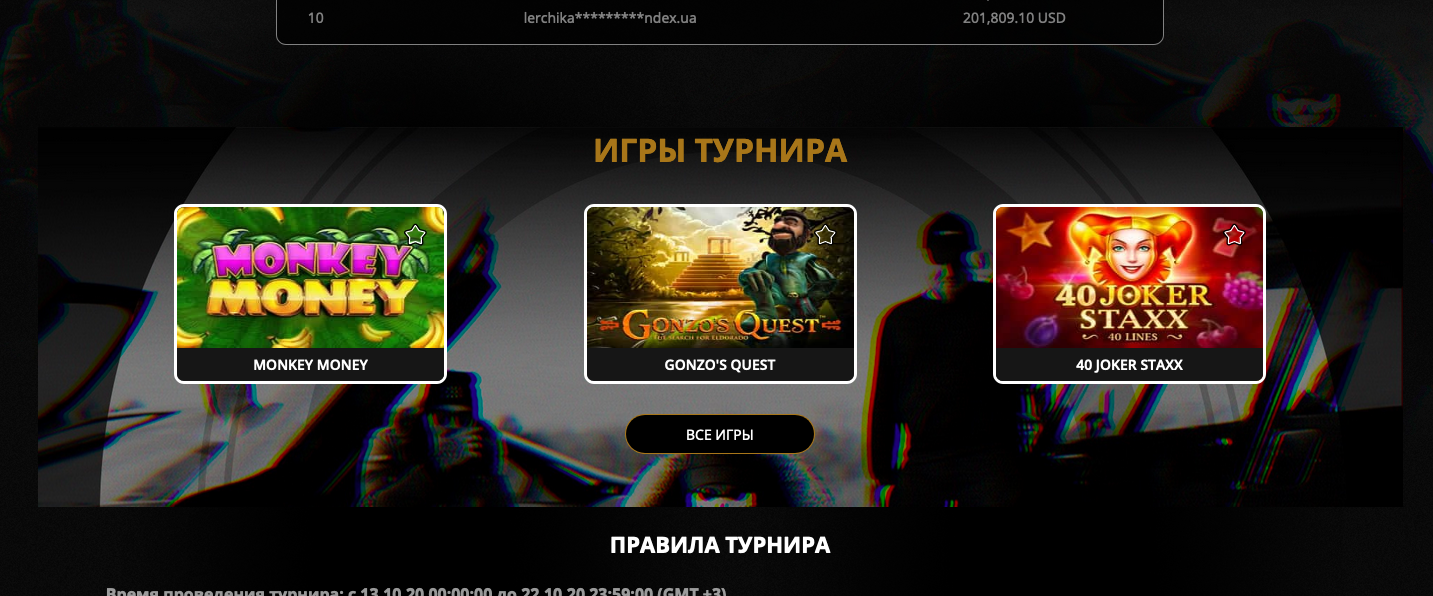 10 lerchika*********ndex.ua 201,809.10 USD
ИГРЫ ТУРНИРА
MONKEY MONEY
GONZO'S QUEST™
THE SEARCH FOR ELDORADO
7
40 JOKER STAXX
40 LINES
MONKEY MONEY GONZO'S QUEST 40 JOKER STAXX
ВСЕ ИГРЫ
ПРАВИЛА ТУРНИРА
Время проведения турнира: с 13.10.20 00:00:00 до 22.10.20 23:59:00 (GMT +3)